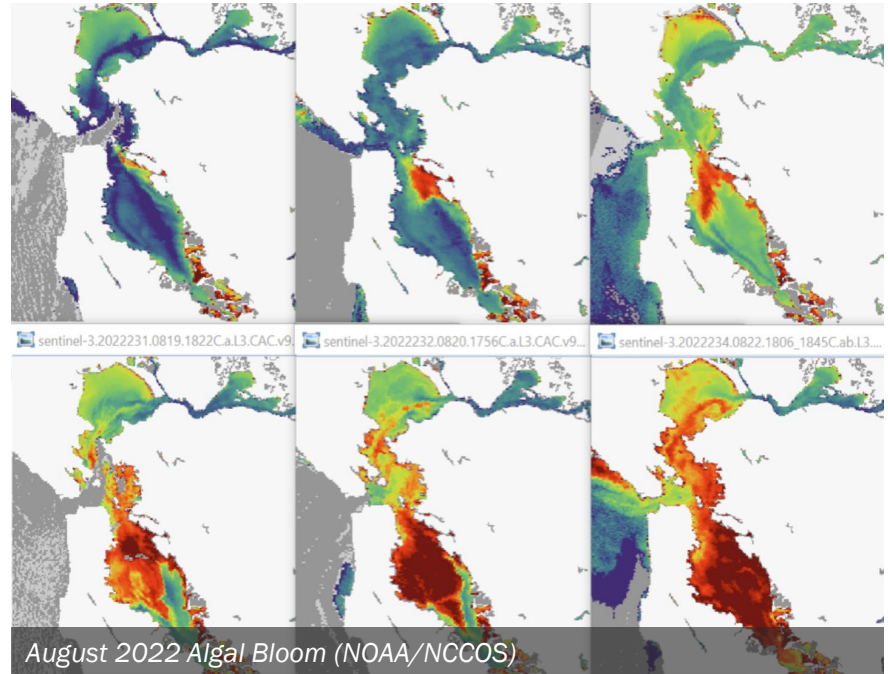 sentinel-3.2022231.0819.1822C.a.L3.CAC.v9...
sentinel-3.2022232.0820.1756C.a.L3.CAC.v9...
sentinel-3.2022234.0822.1806_1845C.ab.L3....
August 2022 Algal Bloom (NOAA/NCCOS)